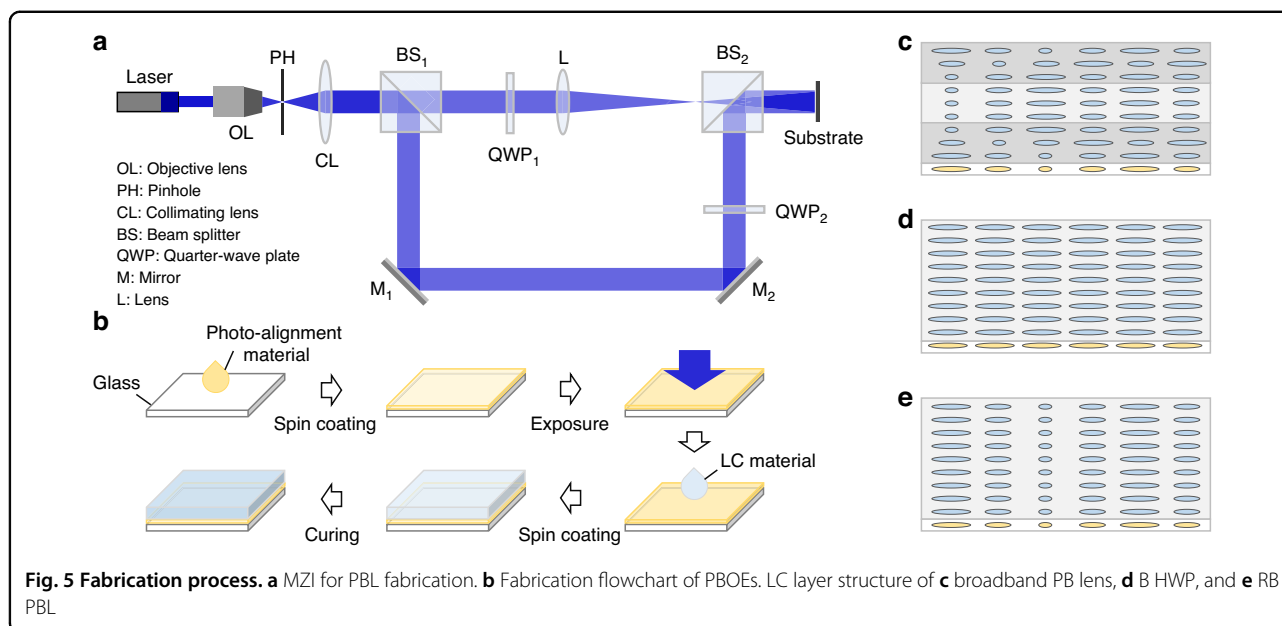 a
Laser
OL
PH
CL
BS₁
QWP₁
L
BS₂
Substrate
QWP₂
M₁
M₂
OL: Objective lens
PH: Pinhole
CL: Collimating lens
BS: Beam splitter
QWP: Quarter-wave plate
M: Mirror
L: Lens
b
Photo-alignment
material
Glass
Spin coating
Exposure
LC material
Spin coating
Curing
c
d
e
Fig. 5 Fabrication process. a MZI for PBL fabrication. b Fabrication flowchart of PBOEs. LC layer structure of c broadband PB lens, d B HWP, and e RB
PBL